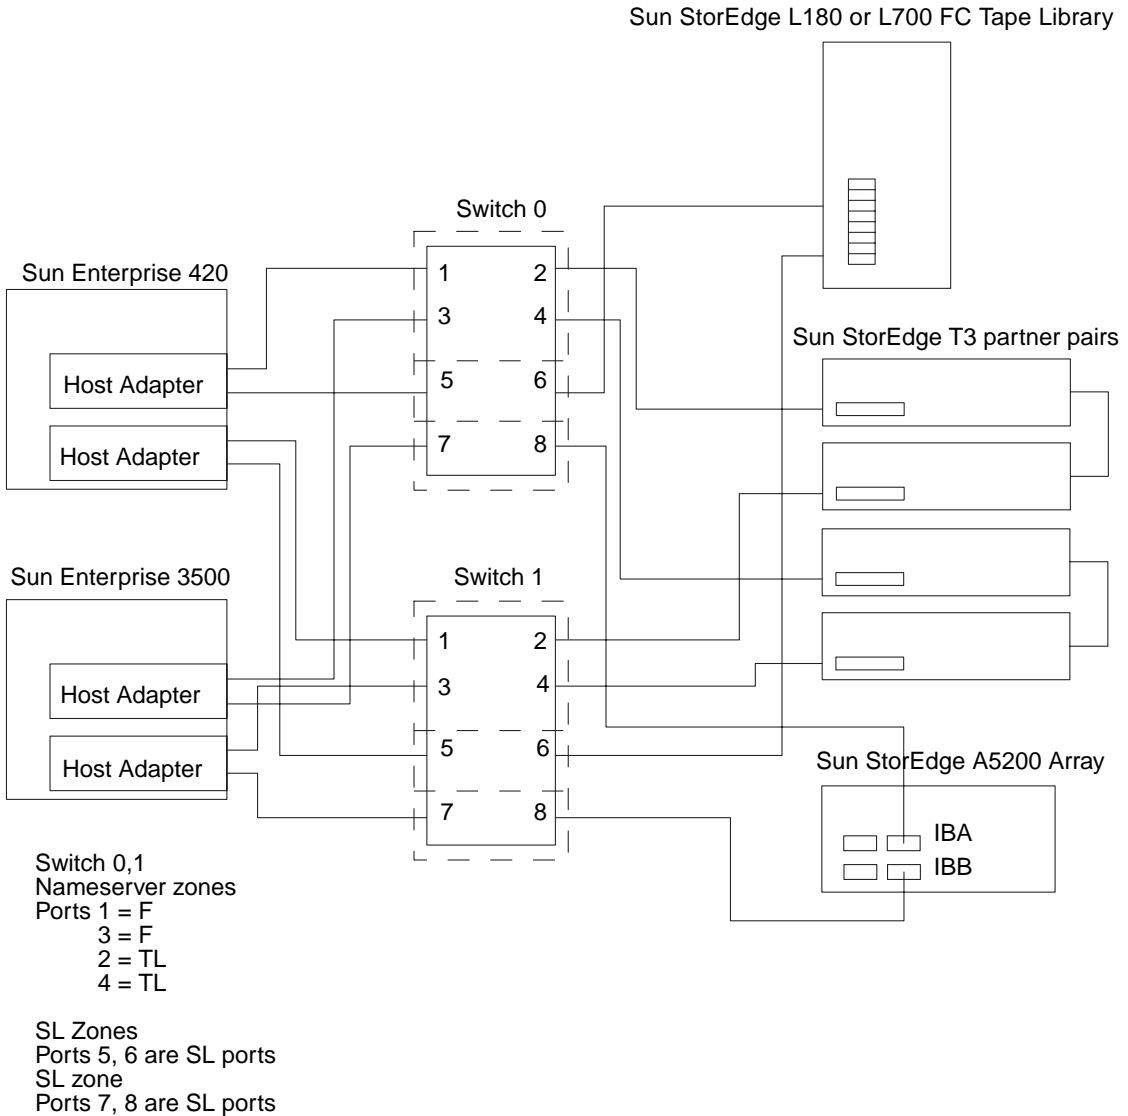 Sun StorEdge L180 or L700 FC Tape Library
Switch 0
Sun Enterprise 420
1 2
3 4
5 6
7 8
Host Adapter
Host Adapter
Sun StorEdge T3 partner pairs
Sun Enterprise 3500
Switch 1
1 2
3 4
5 6
7 8
Host Adapter
Host Adapter
Sun StorEdge A5200 Array
IBA
IBB
Switch 0,1
Nameserver zones
Ports 1 = F
3 = F
2 = TL
4 = TL
SL Zones
Ports 5, 6 are SL ports
SL zone
Ports 7, 8 are SL ports